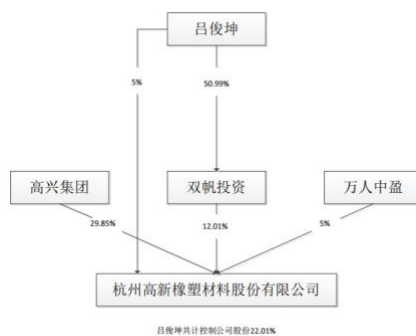 吕俊坤
5%
50.99%
高兴集团
双帆投资
万人中盈
29.85%
12.01%
5%
杭州高新橡塑材料股份有限公司
吕俊坤共计控制公司股份22.01%